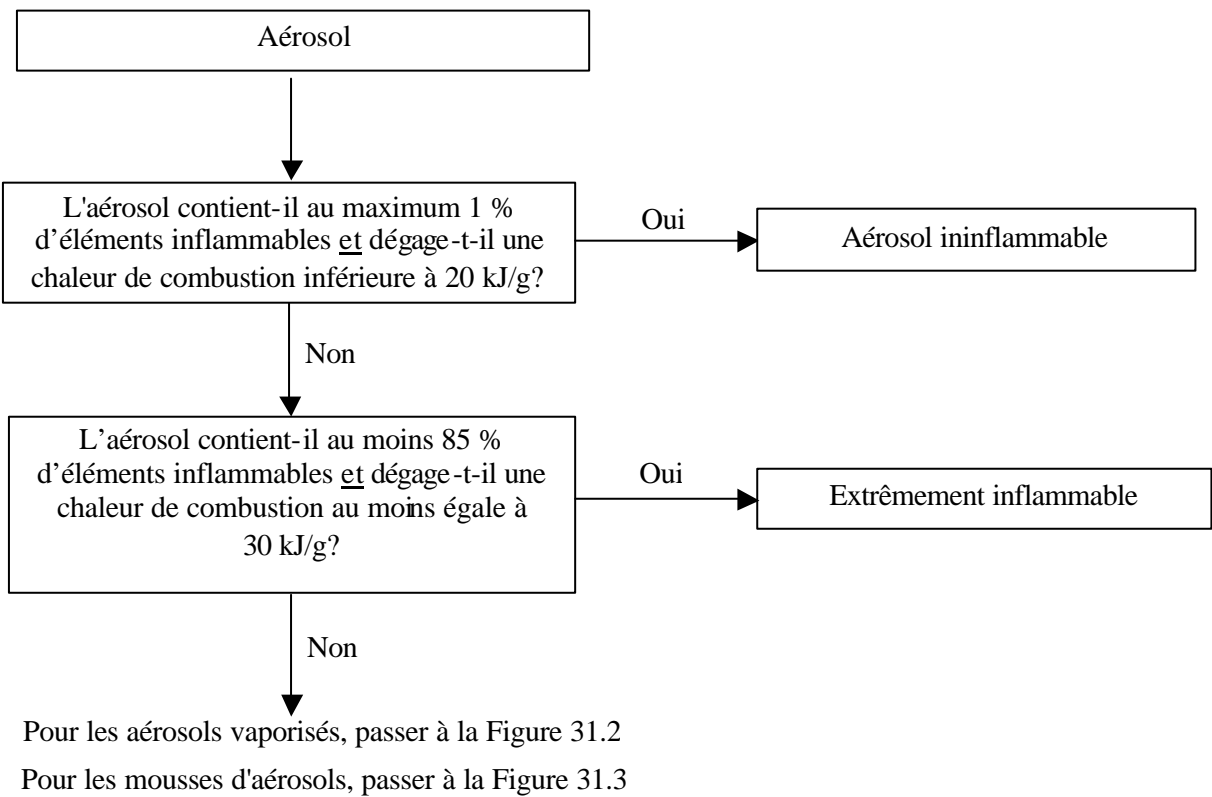 Aérosol
L'aérosol contient-il au maximum 1 %
d’éléments inflammables et dégage-t-il une
chaleur de combustion inférieure à 20 kJ/g?
Oui
Aérosol ininflammable
Non
L’aérosol contient-il au moins 85 %
d’éléments inflammables et dégage-t-il une
chaleur de combustion au moins égale à
30 kJ/g?
Oui
Extrêmement inflammable
Non
Pour les aérosols vaporisés, passer à la Figure 31.2
Pour les mousses d'aérosols, passer à la Figure 31.3